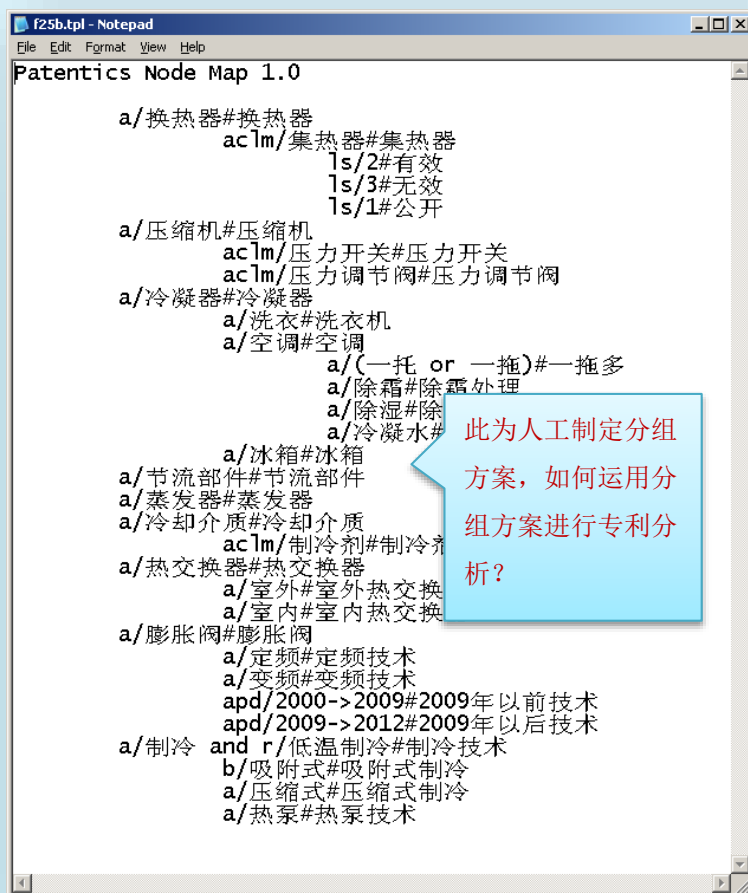 f25b.tpl - Notepad
File Edit Format View Help
Patentics Node Map 1.0
a/换热器#换热器
aclm/集热器#集热器
ls/2#有效
ls/3#无效
ls/1#公开
a/压缩机#压缩机
aclm/压力开关#压力开关
aclm/压力调节阀#压力调节阀
a/冷凝器#冷凝器
a/洗衣#洗衣机
a/空调#空调
a/(一托 or 一拖)#一拖多
a/除霜#除霜处理
a/除湿#除
a/冷凝水#
a/冰箱#冰箱
a/节流部件#节流部件
a/蒸发器#蒸发器
a/冷却介质#冷却介质
aclm/制冷剂#制冷剂
a/热交换器#热交换器
a/室外#室外热交换
a/室内#室内热交换
a/膨胀阀#膨胀阀
a/定频#定频技术
a/变频#变频技术
apd/2000->2009#2009年以前技术
apd/2009->2012#2009年以后技术
a/制冷 and r/低温制冷#制冷技术
b/吸附式#吸附式制冷
a/压缩式#压缩式制冷
a/热泵#热泵技术
此为人工制定分组
方案，如何运用分
组方案进行专利分
析？